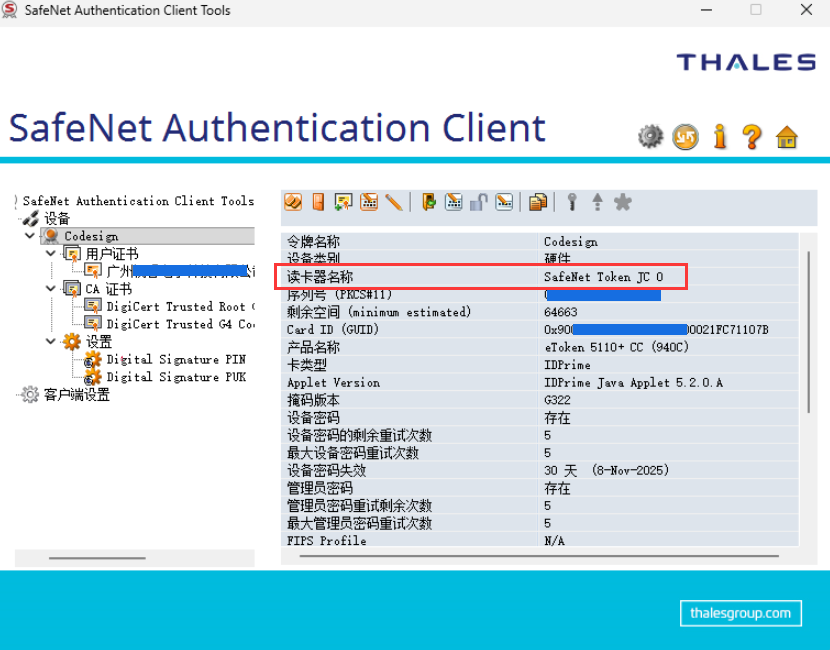 SafeNet Authentication Client Tools
THALES
SafeNet Authentication Client
SafeNet Authentication Client Tools
设备
Codesign
用户证书
广州
CA 证书
DigiCert Trusted Root
DigiCert Trusted G4
设置
Digital Signature PIN
Digital Signature PUK
客户端设置
令牌名称 Codesign
设备类别 硬件
读卡器名称 SafeNet Token JC 0
序列号 (PKCS#11)
剩余空间 (minimum estimated) 64663
Card ID (GUID) 0x900 00021FC71107B
产品名称 eToken 5110+ CC (940C)
卡类型 IDPrime
Applet Version IDPrime Java Applet 5.2.0.A
掩码版本 G322
设备密码 存在
设备密码的剩余重试次数 5
最大设备密码重试次数 5
设备密码失效 30 天 (8-Nov-2025)
管理员密码 存在
管理员密码重试剩余次数 5
最大管理员密码重试次数 5
FIPS Profile N/A
thalesgroup.com